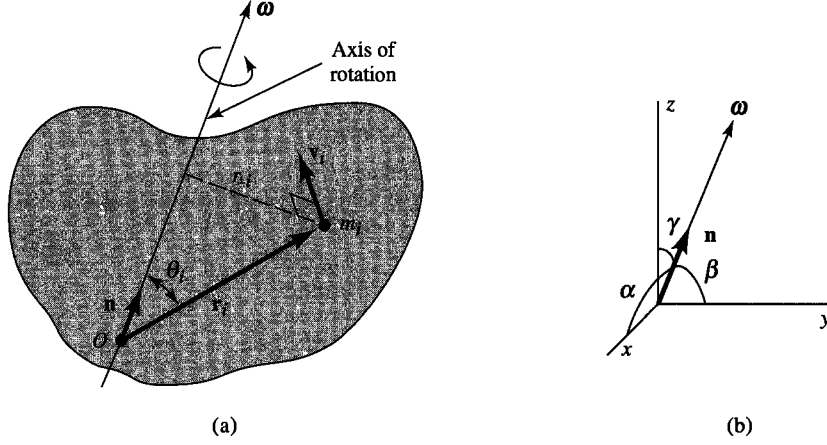 ω
Axis of
rotation
v_i
r_⊥i
m_i
θ_i
n
r_i
O
(a)
z
ω
γ
n
α
β
x
y
(b)